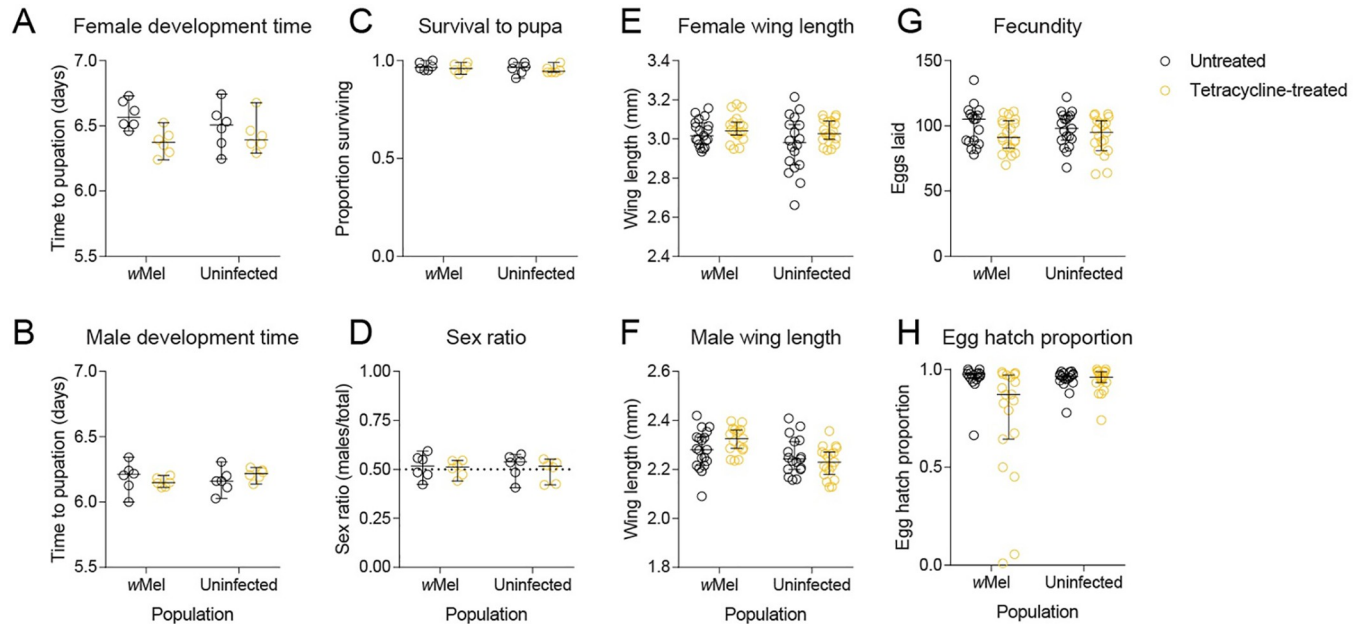 A Female development time
Time to pupation (days)
7.0
6.5
6.0
5.5
wMel Uninfected
C Survival to pupa
Proportion surviving
1.0
0.5
0.0
wMel Uninfected
E Female wing length
Wing length (mm)
3.4
3.2
3.0
2.8
2.6
2.4
wMel Uninfected
G Fecundity
Eggs laid
150
100
50
0
wMel Uninfected
Untreated
Tetracycline-treated
B Male development time
Time to pupation (days)
7.0
6.5
6.0
5.5
wMel Uninfected
Population
D Sex ratio
Sex ratio (males/total)
1.00
0.75
0.50
0.25
0.00
wMel Uninfected
Population
F Male wing length
Wing length (mm)
2.6
2.4
2.2
2.0
1.8
wMel Uninfected
Population
H Egg hatch proportion
Egg hatch proportion
1.0
0.5
0.0
wMel Uninfected
Population